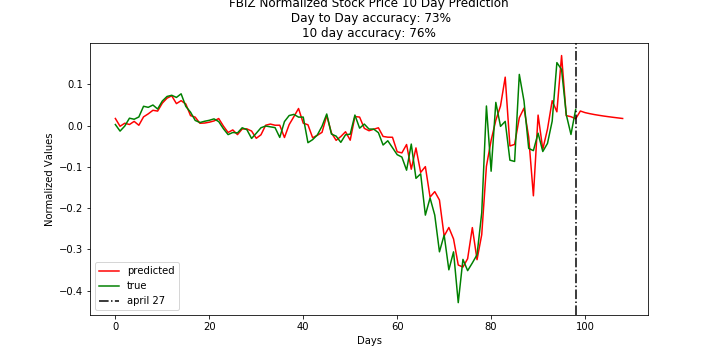 FBIZ Normalized Stock Price 10 Day Prediction
Day to Day accuracy: 73%
10 day accuracy: 76%
Normalized Values
0.1
0.0
−0.1
−0.2
−0.3
−0.4
predicted
true
april 27
0
20
40
60
80
100
Days